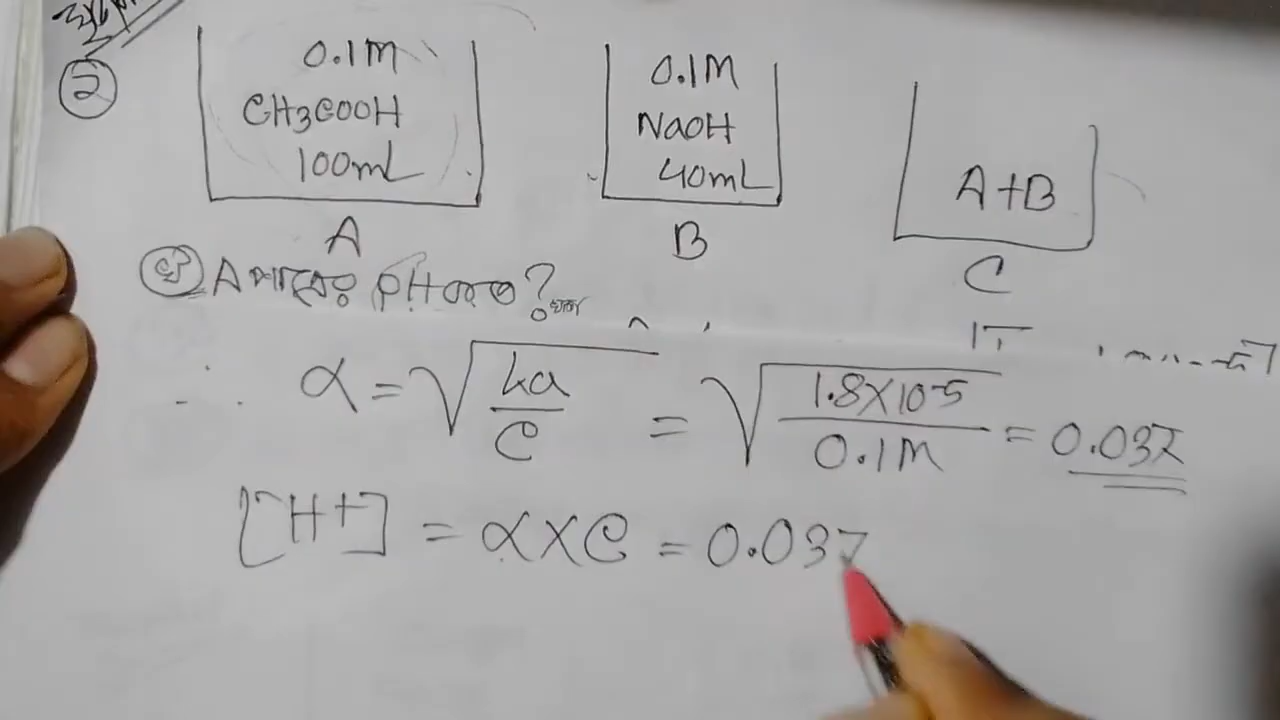 ②
0.1M
CH3COOH
100mL
A
0.1M
NaOH
40mL
B
A+B
C
A পাত্রের pH কত?
∴ α = √(ka/C) = √(1.8×10-5/0.1M) = 0.037
[H+] = α×C = 0.037